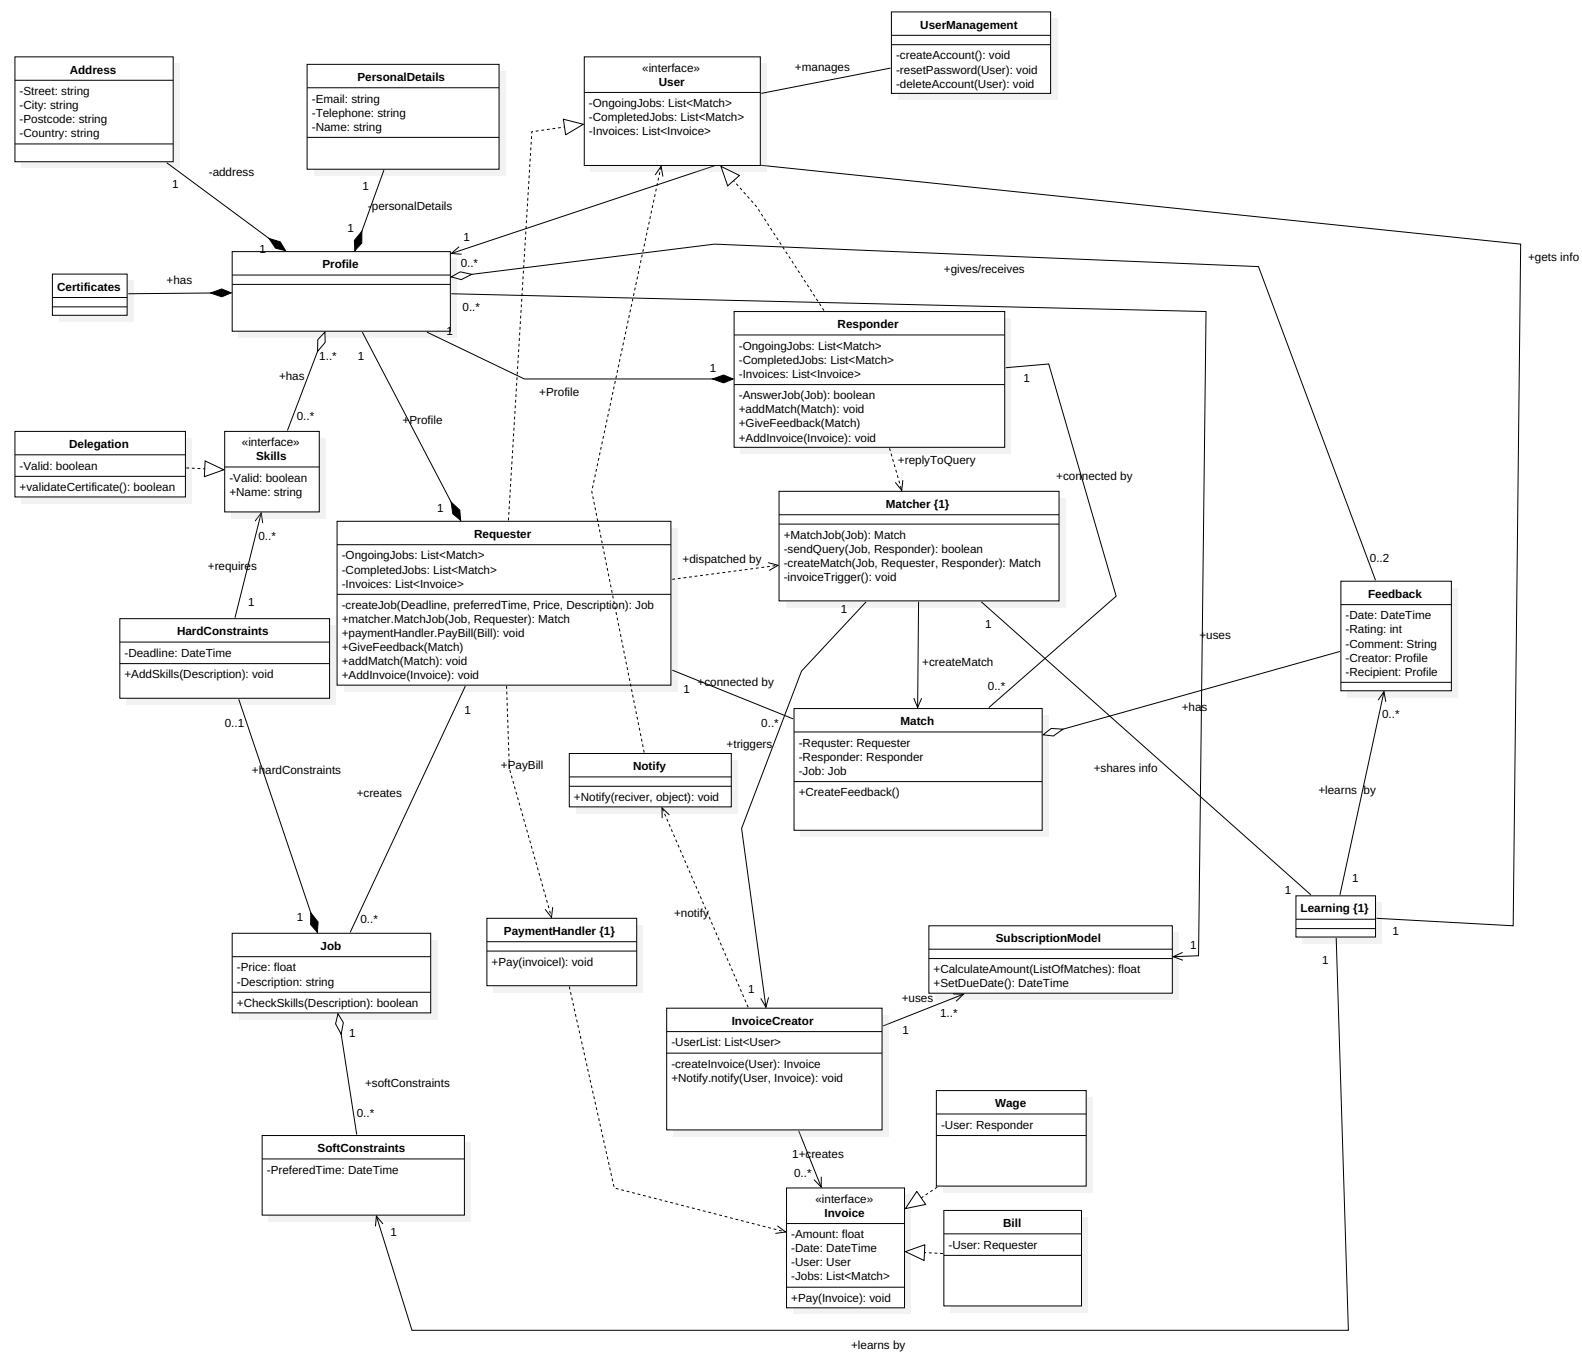 UserManagement
-createAccount(): void
-resetPassword(User): void
-deleteAccount(User): void
+manages
«interface»
User
-OngoingJobs: List<Match>
-CompletedJobs: List<Match>
-Invoices: List<Invoice>
Address
-Street: string
-City: string
-Postcode: string
-Country: string
PersonalDetails
-Email: string
-Telephone: string
-Name: string
1
-address
1
1
-personalDetails
1
1
Profile
0..*
+gives/receives
+gets info
Certificates
+has
0..*
1
1..*
1
+has
0..*
+Profile
1
+Profile
1
Responder
-OngoingJobs: List<Match>
-CompletedJobs: List<Match>
-Invoices: List<Invoice>
-AnswerJob(Job): boolean
+addMatch(Match): void
+GiveFeedback(Match)
+AddInvoice(Invoice): void
1
+connected by
+replyToQuery
Delegation
-Valid: boolean
+validateCertificate(): boolean
«interface»
Skills
-Valid: boolean
+Name: string
0..*
+requires
1
Matcher {1}
+MatchJob(Job): Match
-sendQuery(Job, Responder): boolean
-createMatch(Job, Requester, Responder): Match
-invoiceTrigger(): void
Requester
-OngoingJobs: List<Match>
-CompletedJobs: List<Match>
-Invoices: List<Invoice>
-createJob(Deadline, preferredTime, Price, Description): Job
+matcher.MatchJob(Job, Requester): Match
+paymentHandler.PayBill(Bill): void
+GiveFeedback(Match)
+addMatch(Match): void
+AddInvoice(Invoice): void
+dispatched by
0..2
Feedback
-Date: DateTime
-Rating: int
-Comment: String
-Creator: Profile
-Recipient: Profile
HardConstraints
-Deadline: DateTime
+AddSkills(Description): void
1
1
+uses
+createMatch
0..*
1
+connected by
0..*
0..1
1
+has
0..*
Match
-Requster: Requester
-Responder: Responder
-Job: Job
+CreateFeedback()
+triggers
+hardConstraints
+creates
+PayBill
Notify
+Notify(reciver, object): void
+shares info
+learns  by
1
1
1
0..*
+notify
1
Job
-Price: float
-Description: string
+CheckSkills(Description): boolean
PaymentHandler {1}
+Pay(invoicel): void
Learning {1}
1
1
SubscriptionModel
+CalculateAmount(ListOfMatches): float
+SetDueDate(): DateTime
1
1
+uses
1..*
1
InvoiceCreator
-UserList: List<User>
-createInvoice(User): Invoice
+Notify.notify(User, Invoice): void
1
+softConstraints
0..*
SoftConstraints
-PreferedTime: DateTime
1
1+creates
0..*
Wage
-User: Responder
«interface»
Invoice
-Amount: float
-Date: DateTime
-User: User
-Jobs: List<Match>
+Pay(Invoice): void
Bill
-User: Requester
+learns by